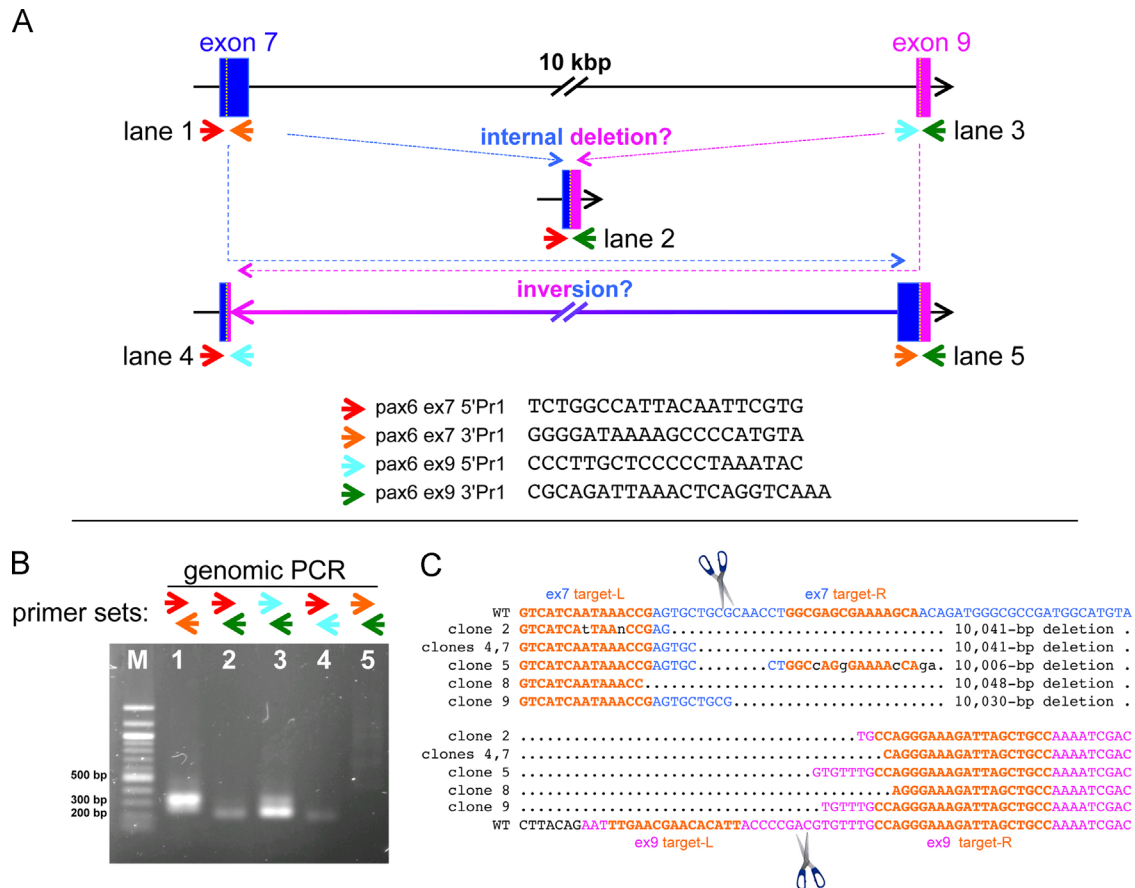 A
exon 7
exon 9
10 kbp
lane 1
lane 3
internal deletion?
lane 2
inversion?
lane 4
lane 5
pax6 ex7 5'Pr1 TCTGGCCATTACAATTCGTG
pax6 ex7 3'Pr1 GGGGATAAAAGCCCCATGTA
pax6 ex9 5'Pr1 CCCTTGCTCCCCCTAAATAC
pax6 ex9 3'Pr1 CGCAGATTAAACTCAGGTCAAA
B
genomic PCR
primer sets:
M 1 2 3 4 5
500 bp
300 bp
200 bp
C
ex7 target-L ex7 target-R
WT GTCATCAATAAACCGAGTGCTGCGCAACCTGGCGAGCGAAAAGCAACAGATGGGCGCCGATGGCATGTA
clone 2 GTCATCAtTAAnCCGAG............................... 10,041-bp deletion .
clones 4,7 GTCATCAATAAACCGAGTGC............................ 10,041-bp deletion .
clone 5 GTCATCAATAAACCGAGTGC........CTGGCcAGgGAAAAcCAga. 10,006-bp deletion .
clone 8 GTCATCAATAAACC.................................. 10,048-bp deletion .
clone 9 GTCATCAATAAACCGAGTGCTGCG........................ 10,030-bp deletion .
clone 2 ......................................TGCCAGGGAAAGATTAGCTGCCAAAATCGAC
clones 4,7 .........................................CAGGGAAAGATTAGCTGCCAAAATCGAC
clone 5 .................................GTGTTTGCCAGGGAAAGATTAGCTGCCAAAATCGAC
clone 8 ..........................................AGGGAAAGATTAGCTGCCAAAATCGAC
clone 9 ..................................TGTTTGCCAGGGAAAGATTAGCTGCCAAAATCGAC
WT CTTACAGAATTTGAACGAACACATTACCCCGACGTGTTTGCCAGGGAAAGATTAGCTGCCAAAATCGAC
ex9 target-L ex9 target-R